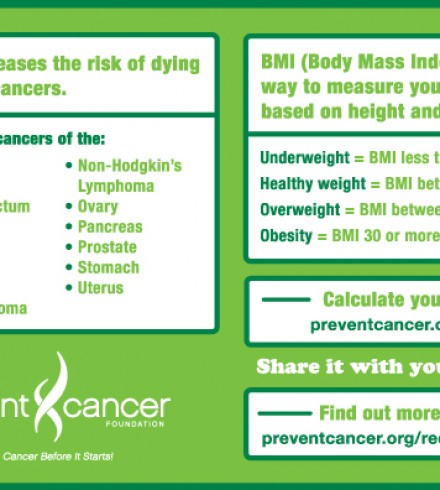 eases the risk of dying
ancers.
cancers of the:
• Non-Hodgkin's
Lymphoma
ctum
• Ovary
• Pancreas
• Prostate
• Stomach
• Uterus
oma
nt cancer
FOUNDATION
Cancer Before It Starts!
BMI (Body Mass Inde
way to measure you
based on height and
Underweight = BMI less t
Healthy weight = BMI bet
Overweight = BMI between
Obesity = BMI 30 or more
Calculate you
preventcancer.o
Share it with you
Find out more
preventcancer.org/rec